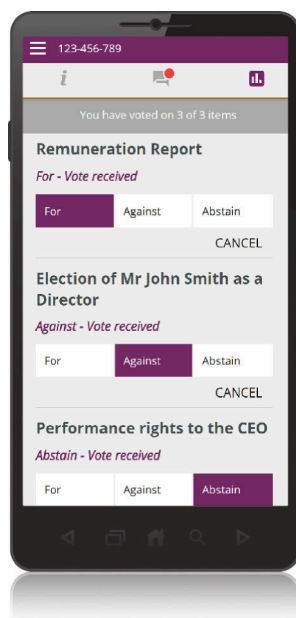 123-456-789
i
You have voted on 3 of 3 items
Remuneration Report
For - Vote received
For Against Abstain
CANCEL
Election of Mr John Smith as a
Director
Against - Vote received
For Against Abstain
CANCEL
Performance rights to the CEO
Abstain - Vote received
For Against Abstain